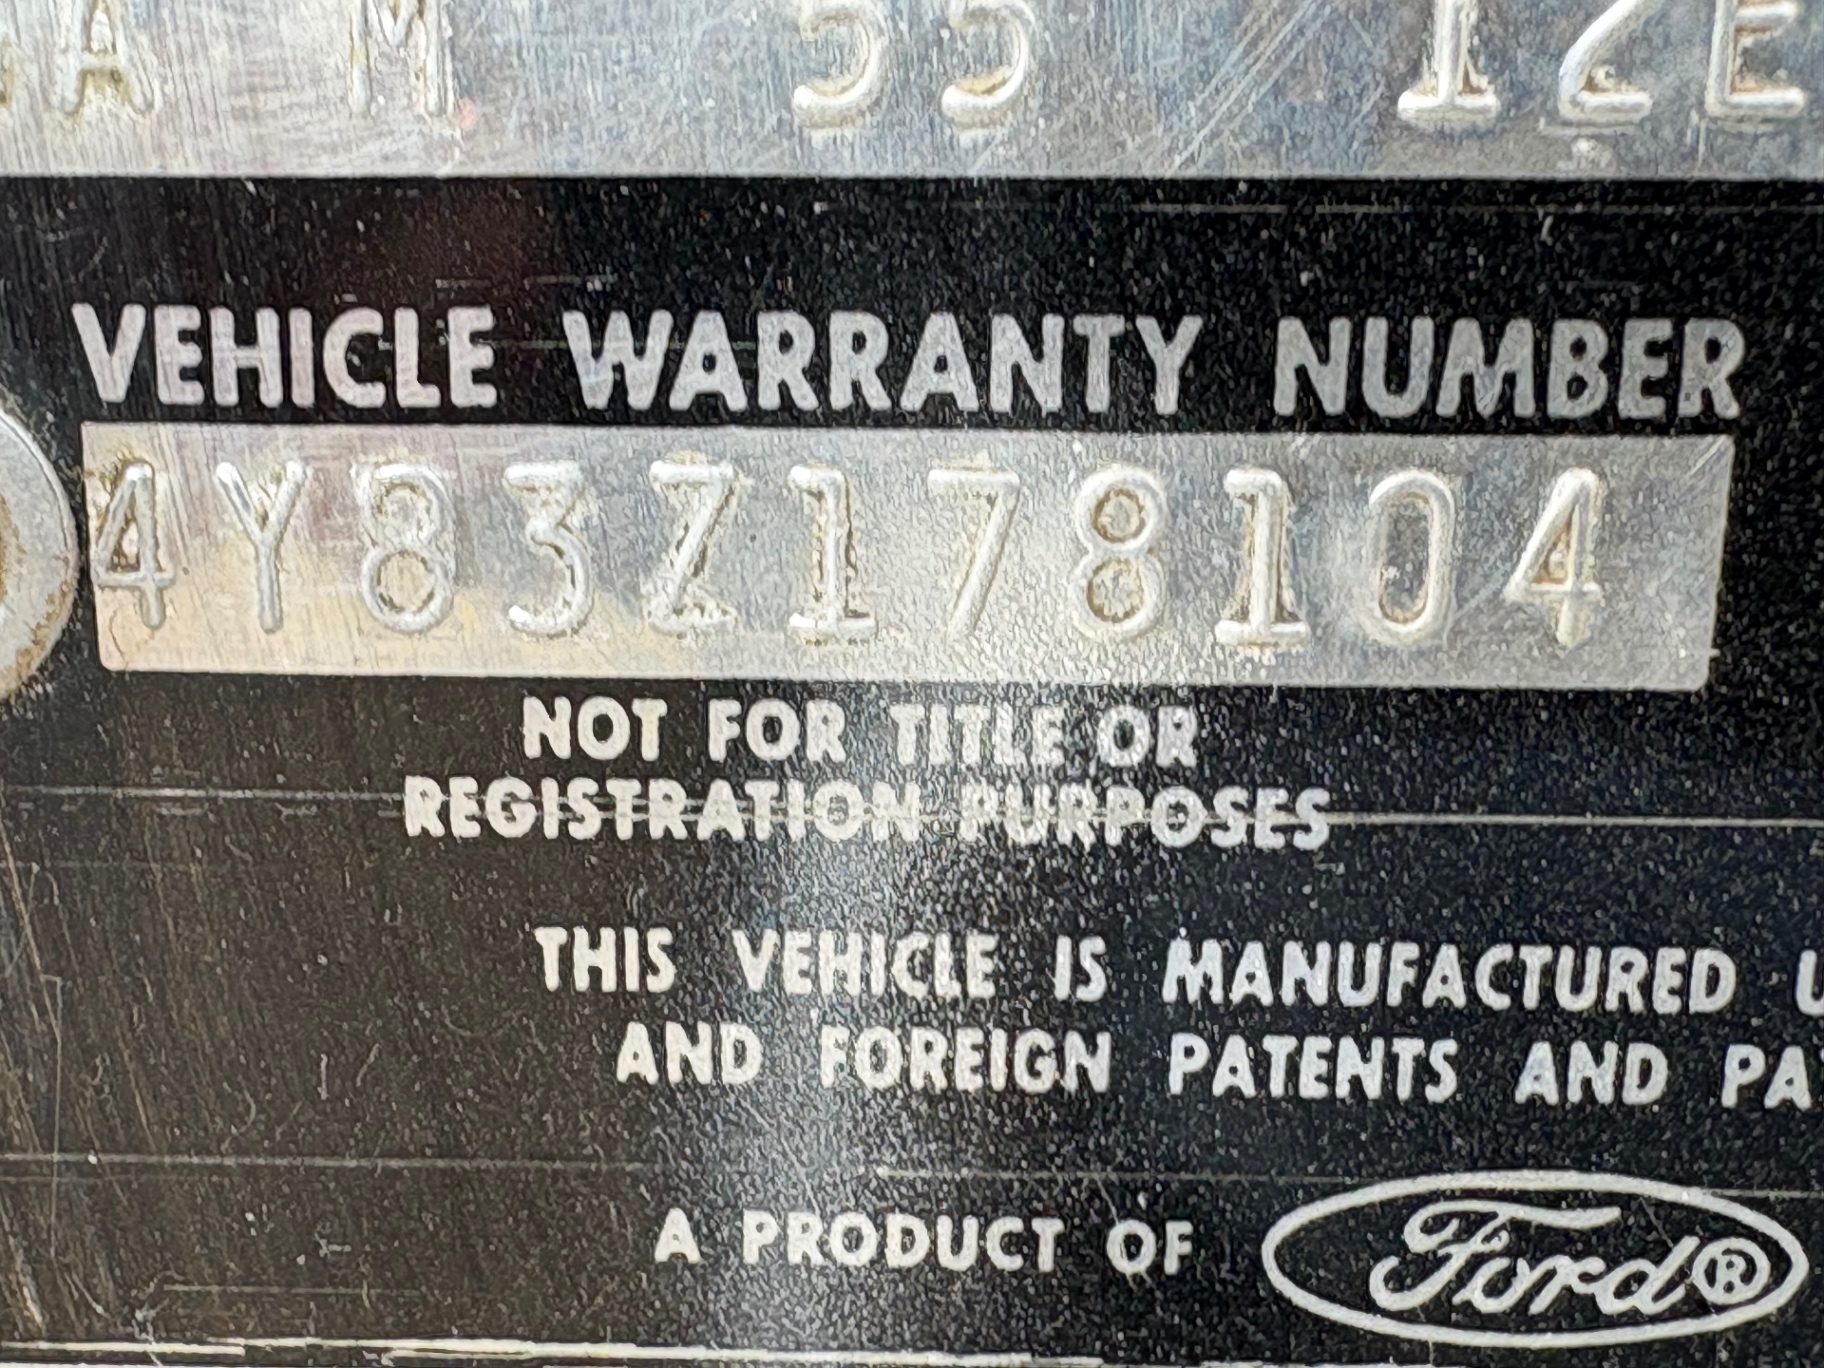 A M 55 12E
VEHICLE WARRANTY NUMBER
4Y83Z178104
NOT FOR TITLE OR
REGISTRATION PURPOSES
THIS VEHICLE IS MANUFACTURED U
AND FOREIGN PATENTS AND PA
A PRODUCT OF Ford®